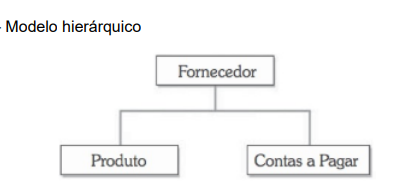 - Modelo hierárquico
Fornecedor
Produto
Contas a Pagar